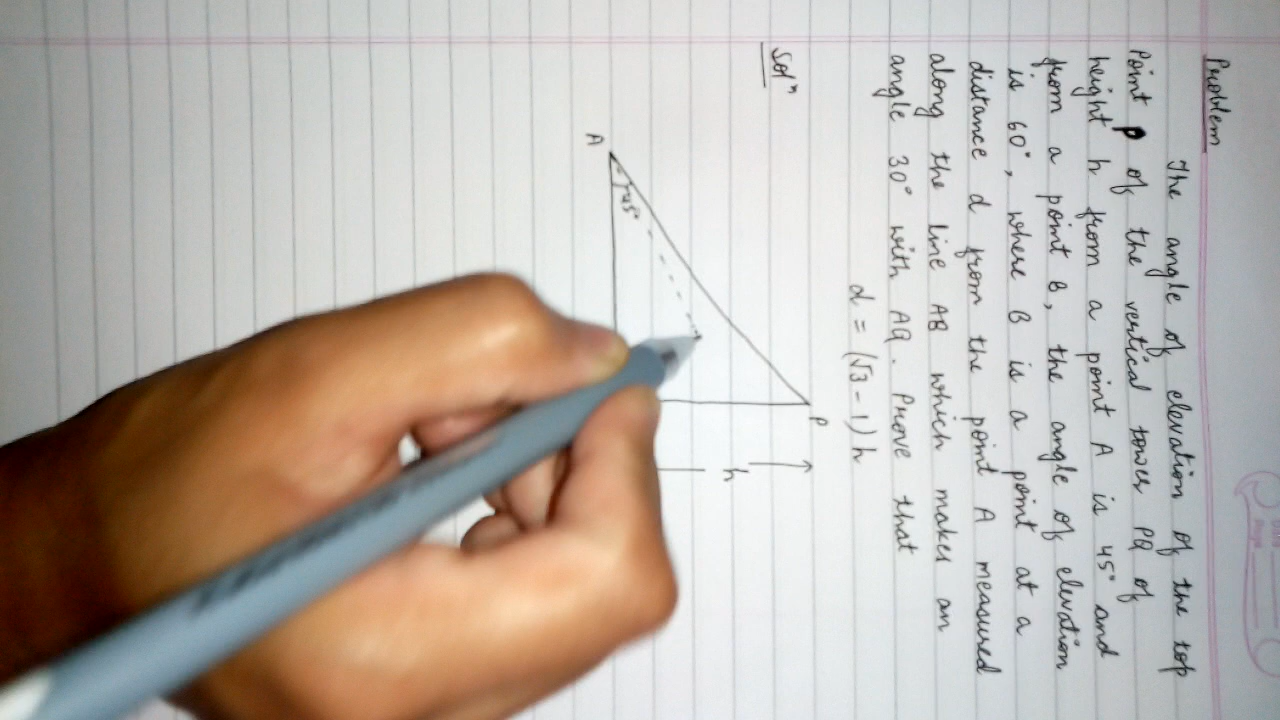 Problem
The angle of elevation of the top
Point P of the vertical tower PQ of
height h from a point A is 45° and
from a point B, the angle of elevation
is 60°, where B is a point at a
distance d from the point A measured
along the line AB which makes an
angle 30° with AQ. Prove that
d = (√3 - 1) h
Solⁿ
P
h
45°
A